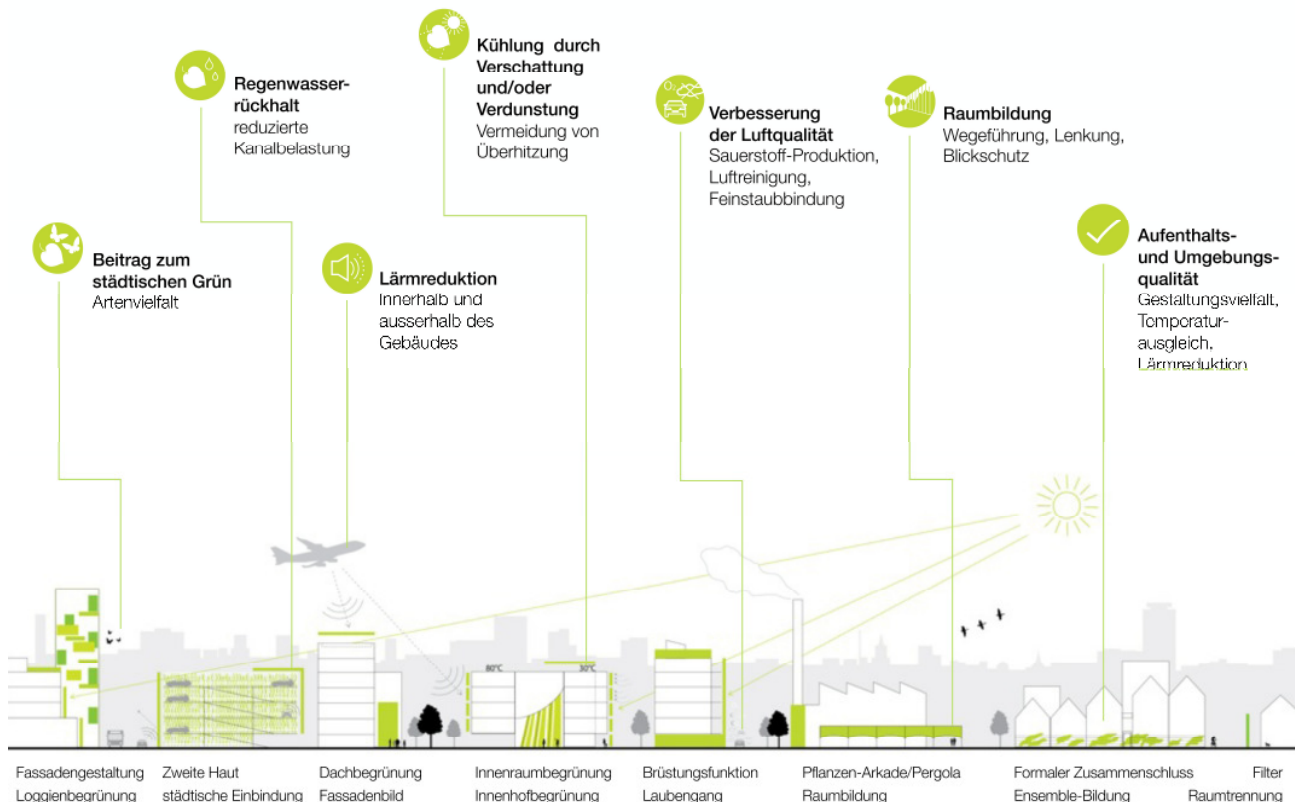 Kühlung durch
Verschattung
und/oder
Verdunstung
Vermeidung von
Überhitzung
Regenwasser-
rückhalt
reduzierte
Kanalbelastung
O₂
Verbesserung
der Luftqualität
Sauerstoff-Produktion,
Luftreinigung,
Feinstaubbindung
Raumbildung
Wegeführung, Lenkung,
Blickschutz
Beitrag zum
städtischen Grün
Artenvielfalt
Lärmreduktion
Innerhalb und
ausserhalb des
Gebäudes
Aufenthalts-
und Umgebungs-
qualität
Gestaltungsvielfalt,
Temperatur-
ausgleich,
Lärmreduktion
80°C
30°C
Fassadengestaltung
Loggienbegrünung
Zweite Haut
städtische Einbindung
Dachbegrünung
Fassadenbild
Innenraumbegrünung
Innenhofbegrünung
Brüstungsfunktion
Laubengang
Pflanzen-Arkade/Pergola
Raumbildung
Formaler Zusammenschluss
Ensemble-Bildung
Filter
Raumtrennung